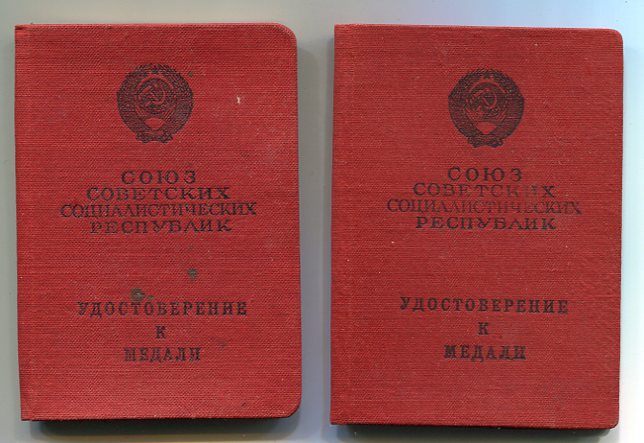 СОЮЗ
СОВЕТСКИХ
СОЦИАЛИСТИЧЕСКИХ
РЕСПУБЛИК
УДОСТОВЕРЕНИЕ
К
МЕДАЛИ
СОЮЗ
СОВЕТСКИХ
СОЦИАЛИСТИЧЕСКИХ
РЕСПУБЛИК
УДОСТОВЕРЕНИЕ
К
МЕДАЛИ